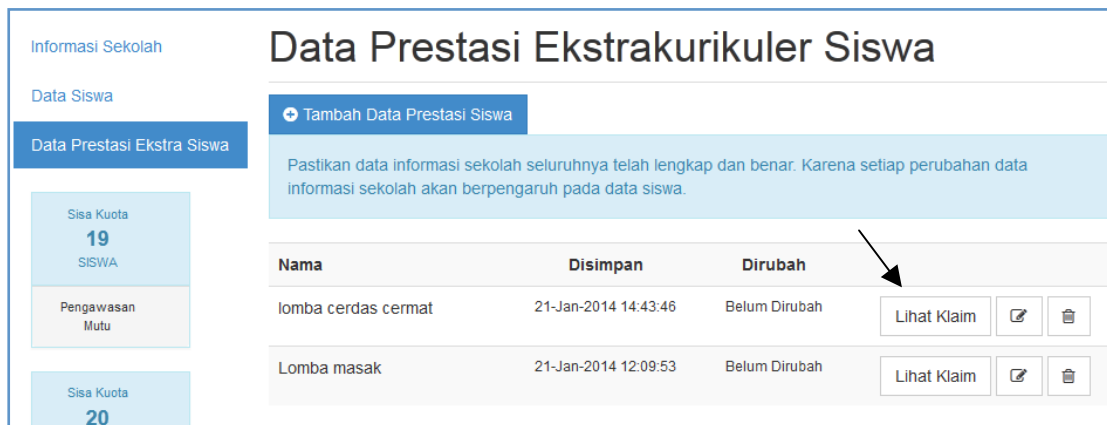 Informasi Sekolah
Data Siswa
Data Prestasi Ekstra Siswa
Sisa Kuota
19
SISWA
Pengawasan
Mutu
Sisa Kuota
20
Data Prestasi Ekstrakurikuler Siswa
Tambah Data Prestasi Siswa
Pastikan data informasi sekolah seluruhnya telah lengkap dan benar. Karena setiap perubahan data
informasi sekolah akan berpengaruh pada data siswa.
Nama Disimpan Dirubah
lomba cerdas cermat 21-Jan-2014 14:43:46 Belum Dirubah Lihat Klaim
Lomba masak 21-Jan-2014 12:09:53 Belum Dirubah Lihat Klaim